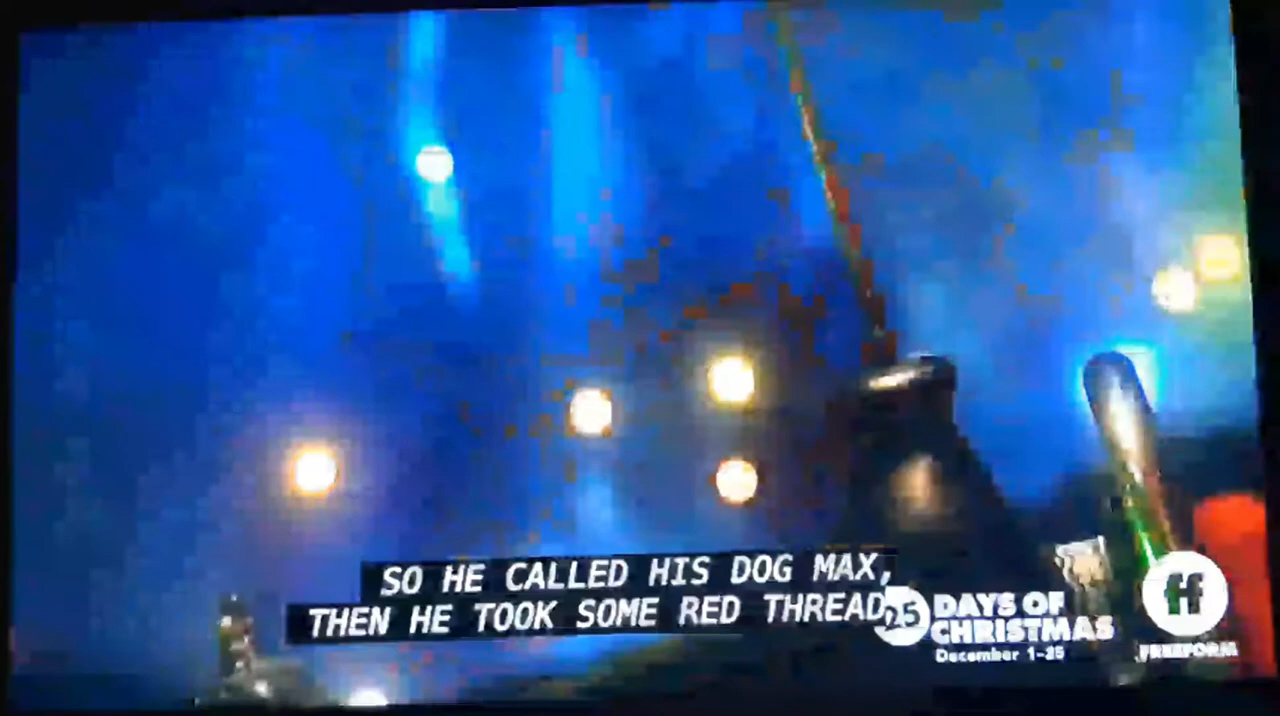 SO HE CALLED HIS DOG MAX,
THEN HE TOOK SOME RED THREAD
25 DAYS OF
CHRISTMAS
December 1-25
ff
FREEFORM